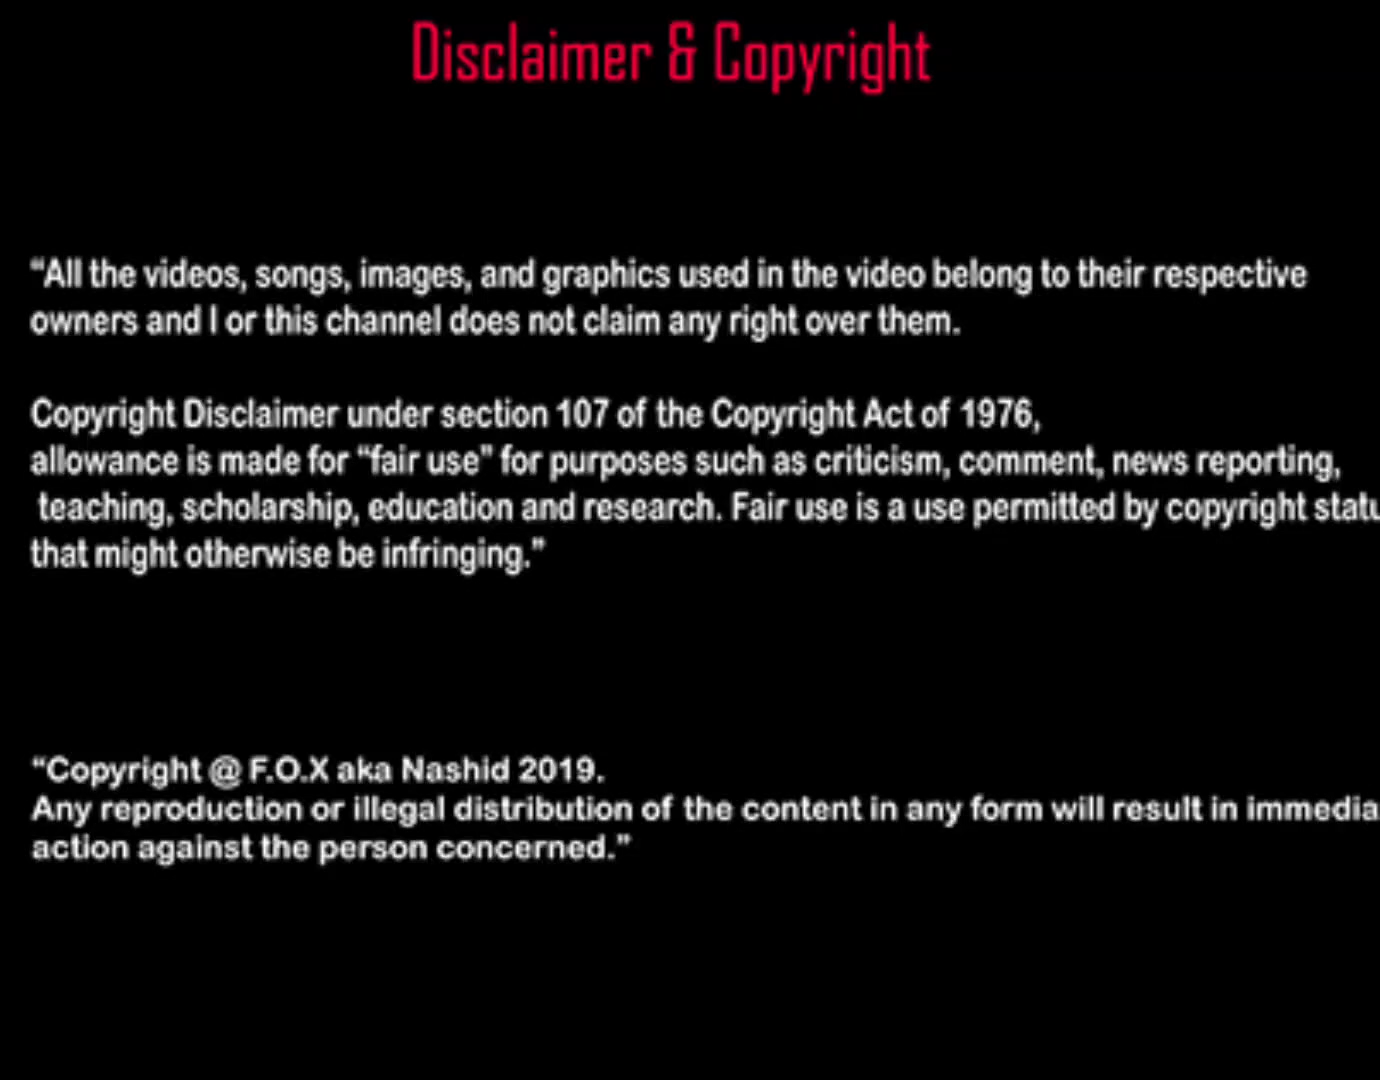 Disclaimer & Copyright
“All the videos, songs, images, and graphics used in the video belong to their respective
owners and I or this channel does not claim any right over them.
Copyright Disclaimer under section 107 of the Copyright Act of 1976,
allowance is made for “fair use” for purposes such as criticism, comment, news reporting,
teaching, scholarship, education and research. Fair use is a use permitted by copyright
that might otherwise be infringing.”
“Copyright @ F.O.X aka Nashid 2019.
Any reproduction or illegal distribution of the content in any form will result in
action against the person concerned.”